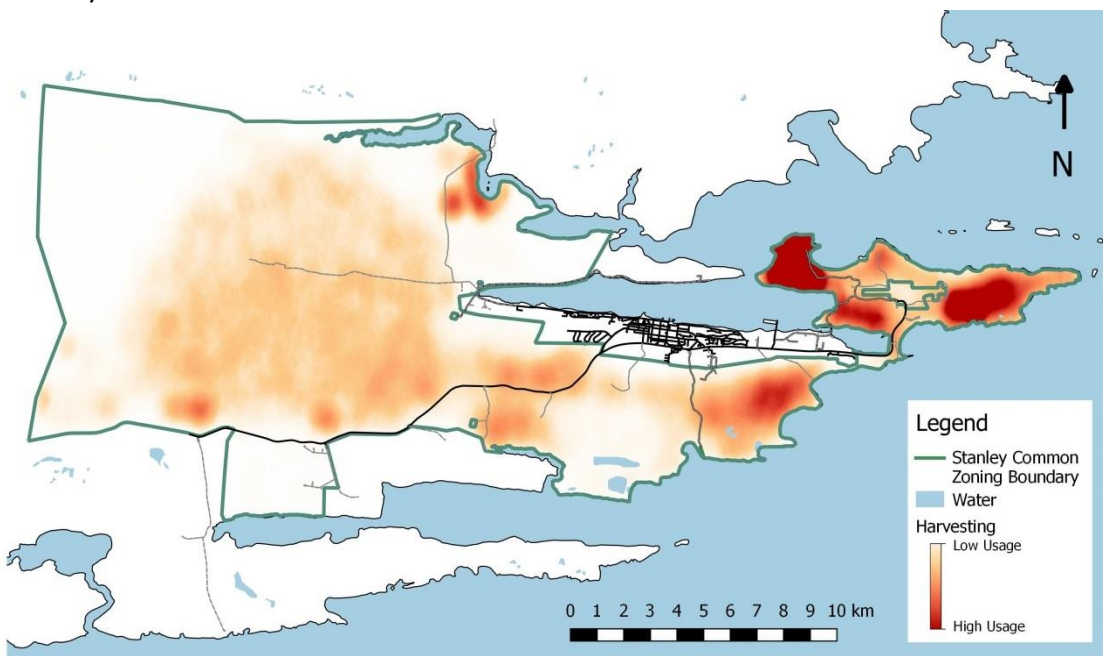 N
Legend
Stanley Common
Zoning Boundary
Water
Harvesting
Low Usage
High Usage
0 1 2 3 4 5 6 7 8 9 10 km